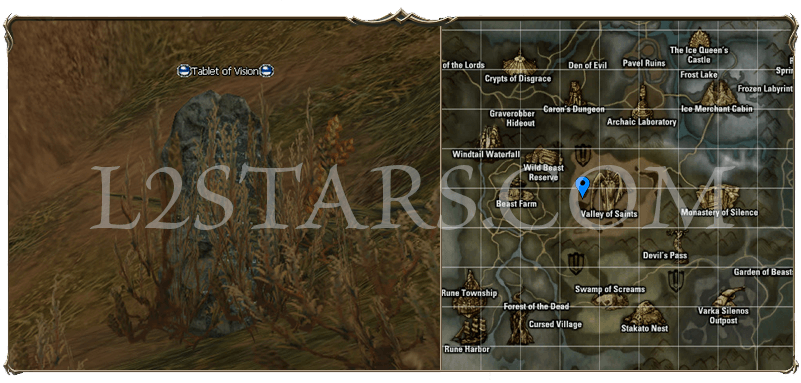 Tablet of Vision
L2STARS.COM
of the Lords
Crypts of Disgrace
Den of Evil
Pavel Ruins
The Ice Queen's
Castle
Frost Lake
Caron's Dungeon
Frozen Labyrint
Ice Merchant Cabin
Graverobber
Hideout
Archaic Laboratory
Windtail Waterfall
Wild Beast
Reserve
Beast Farm
Valley of Saints
Monastery of Silence
Devil's Pass
Garden of Beasts
Rune Township
Swamp of Screams
Forest of the Dead
Cursed Village
Stakato Nest
Varka Silenos
Outpost
Rune Harbor